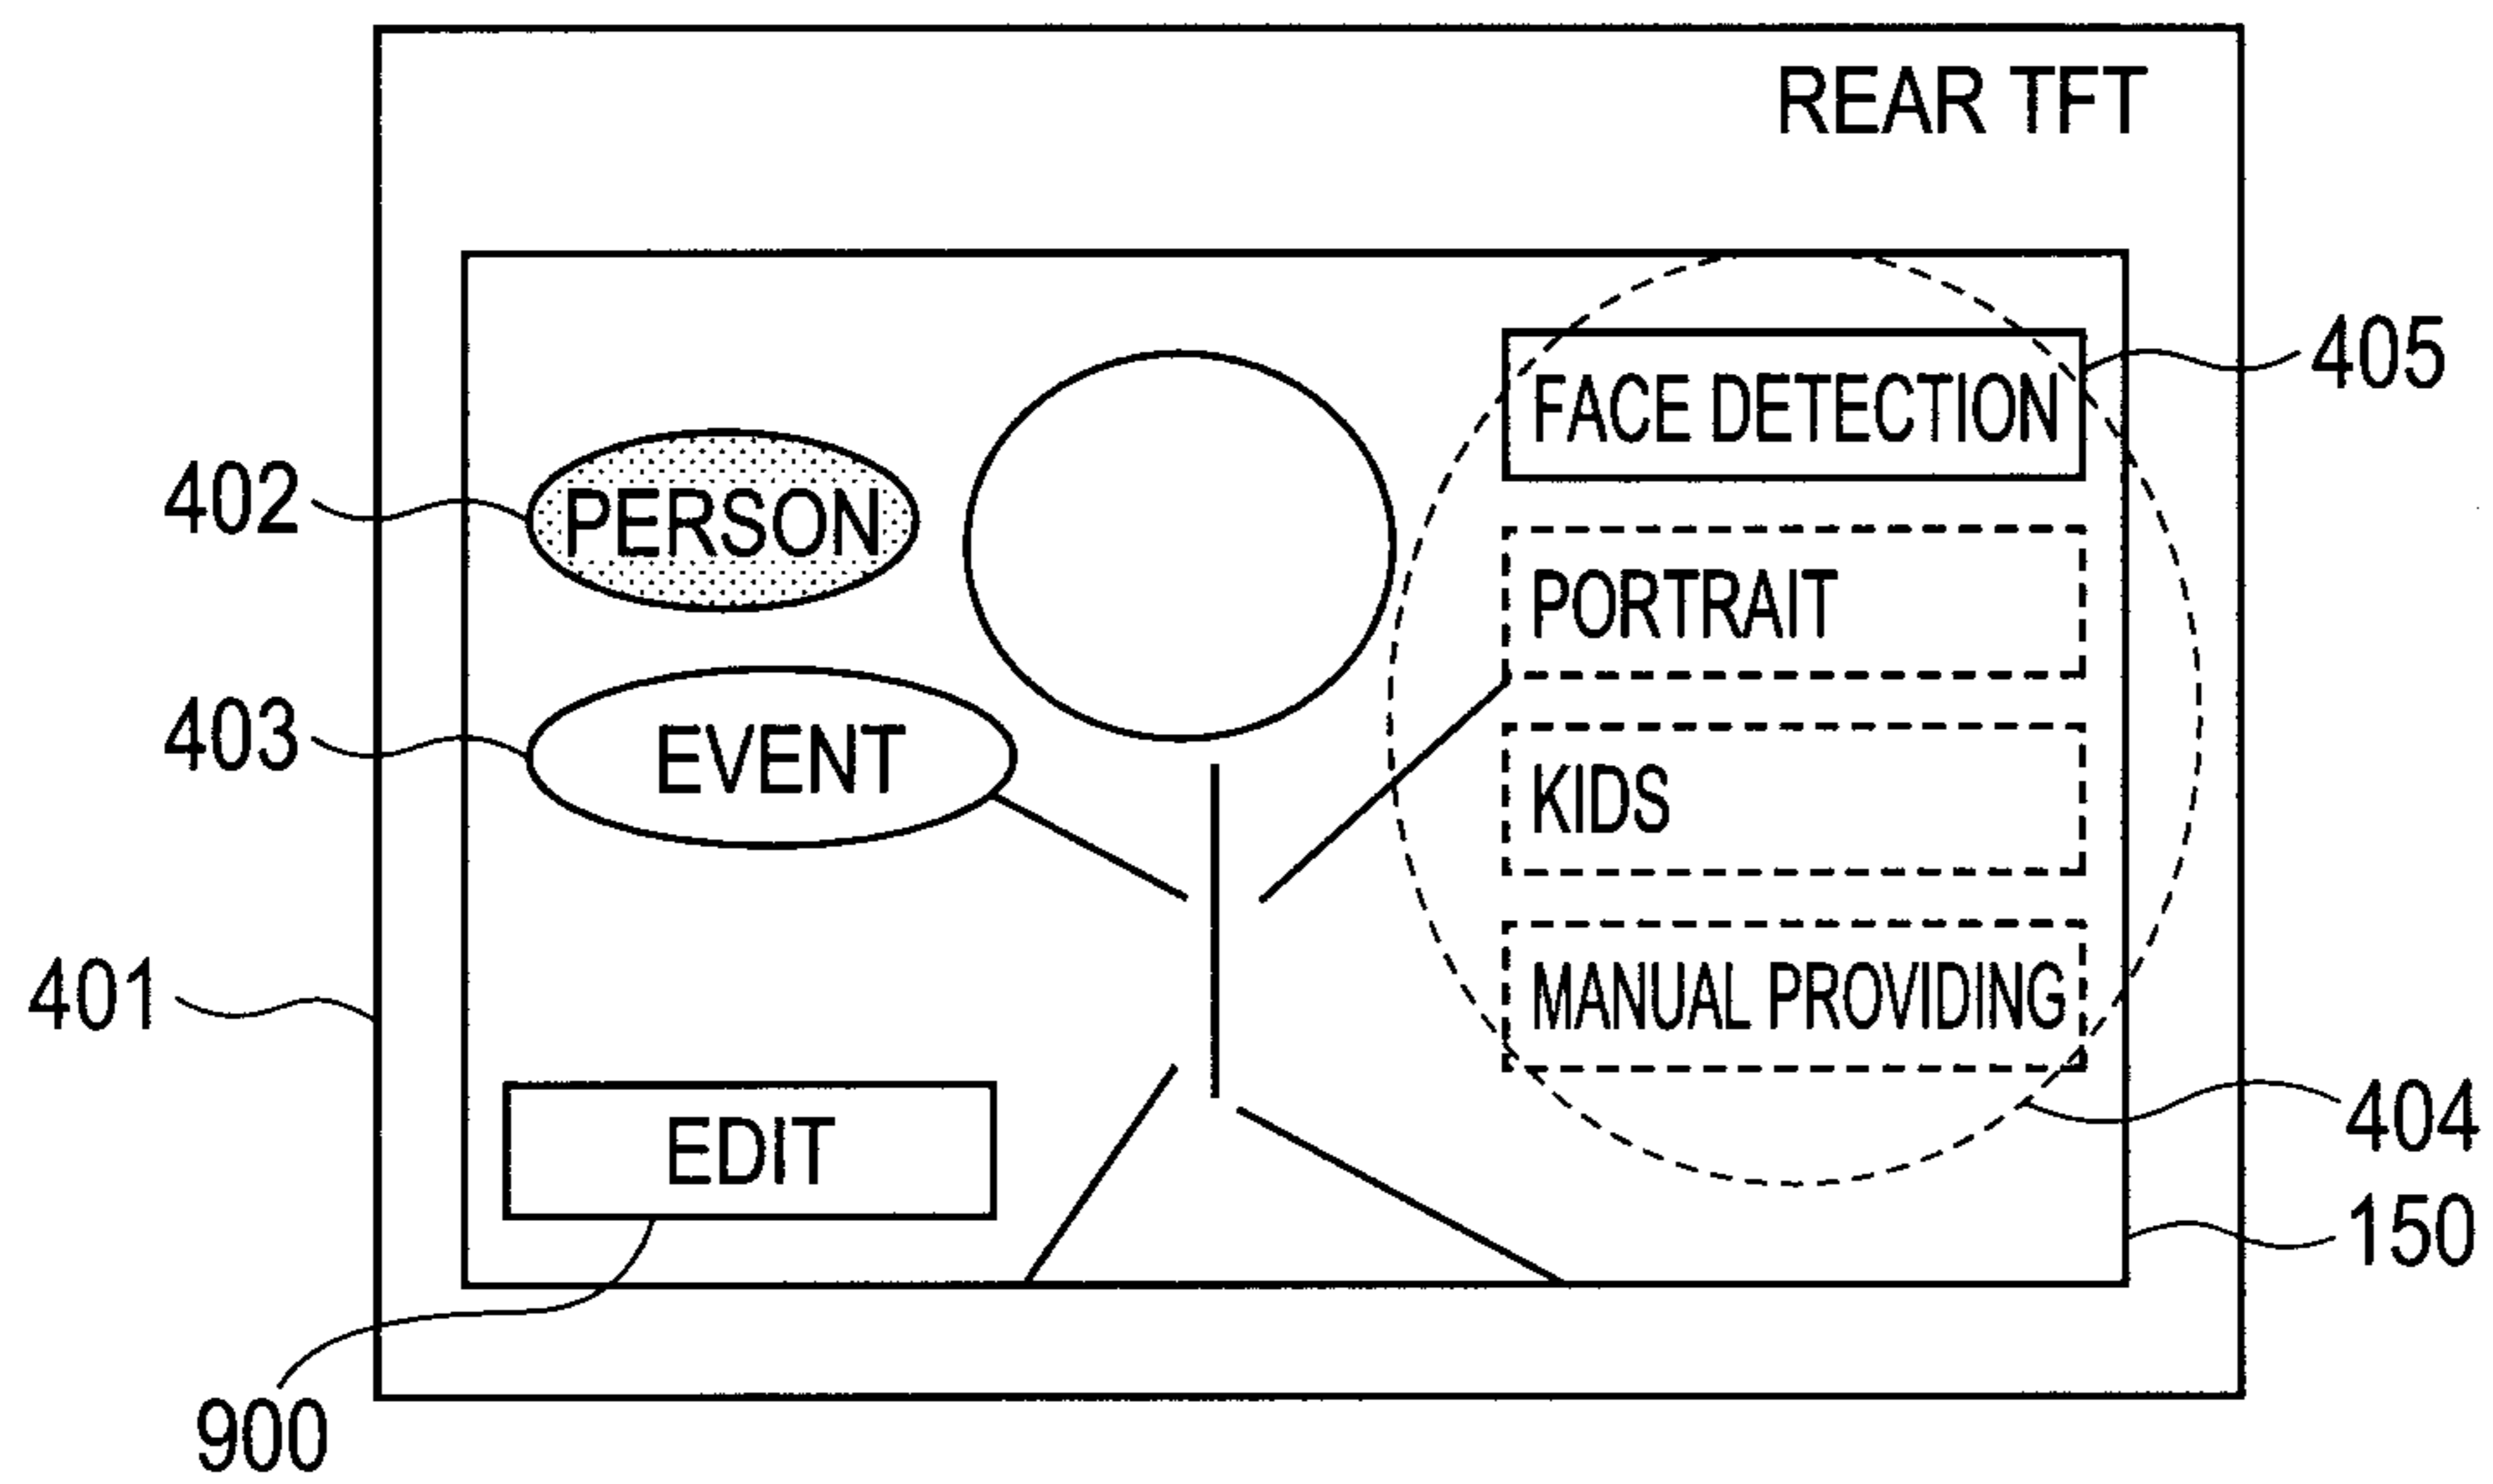 REAR TFT
405
FACE DETECTION
402
PERSON
PORTRAIT
403
EVENT
KIDS
401
MANUAL PROVIDING
404
EDIT
150
900